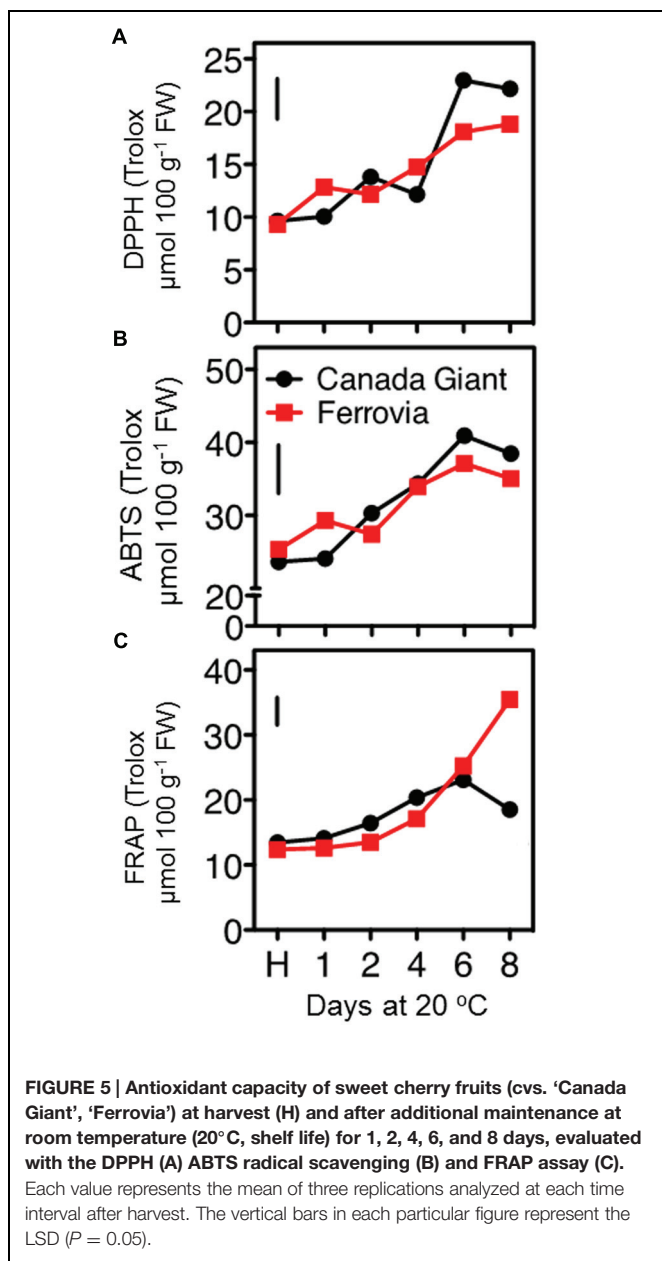 A
DPPH (Trolox
µmol 100 g⁻¹ FW)
25
20
15
10
5
0
B
ABTS (Trolox
µmol 100 g⁻¹ FW)
50
40
30
20
0
Canada Giant
Ferrovia
C
FRAP (Trolox
µmol 100 g⁻¹ FW)
40
30
20
10
0
H 1 2 4 6 8
Days at 20 °C
FIGURE 5 | Antioxidant capacity of sweet cherry fruits (cvs. ‘Canada
Giant’, ‘Ferrovia’) at harvest (H) and after additional maintenance at
room temperature (20°C, shelf life) for 1, 2, 4, 6, and 8 days, evaluated
with the DPPH (A) ABTS radical scavenging (B) and FRAP assay (C).
Each value represents the mean of three replications analyzed at each time
interval after harvest. The vertical bars in each particular figure represent the
LSD (P = 0.05).